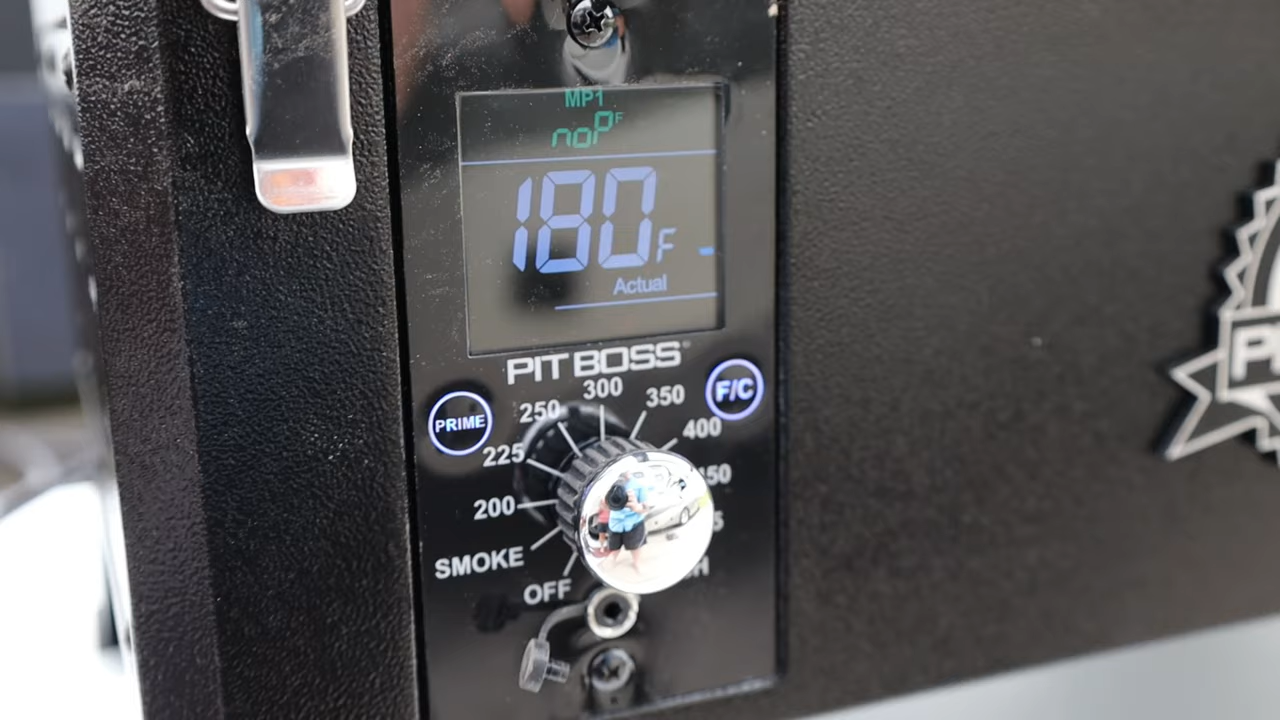 MP1
noP F
180 F
Actual
PIT BOSS
PRIME
F/C
300
250
350
225
400
200
SMOKE
OFF